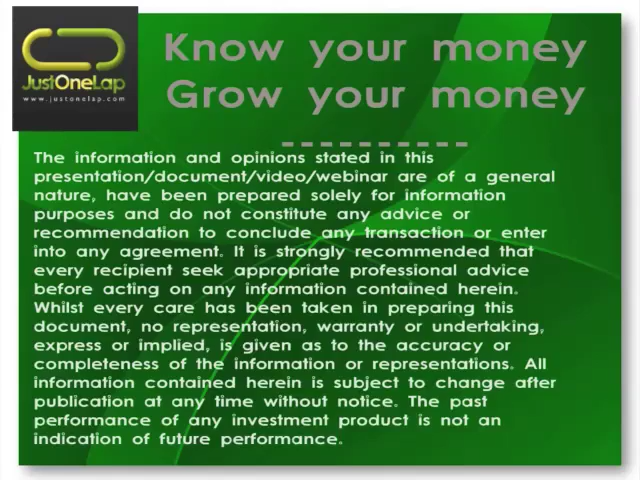 JustOneLap
www.justonelap.com
Know your money
Grow your money
----------
The information and opinions stated in this
presentation/document/video/webinar are of a general
nature, have been prepared solely for information
purposes and do not constitute any advice or
recommendation to conclude any transaction or enter
into any agreement. It is strongly recommended that
every recipient seek appropriate professional advice
before acting on any information contained herein.
Whilst every care has been taken in preparing this
document, no representation, warranty or undertaking,
express or implied, is given as to the accuracy or
completeness of the information or representations. All
information contained herein is subject to change after
publication at any time without notice. The past
performance of any investment product is not an
indication of future performance.